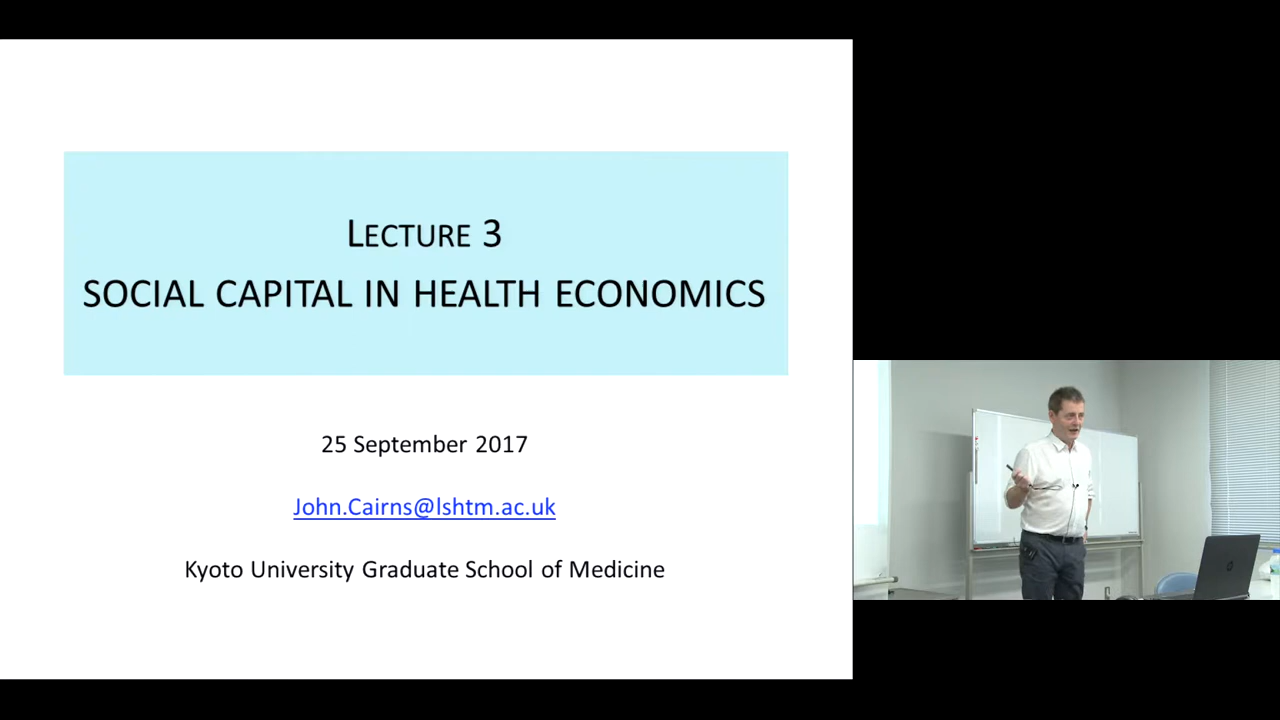 LECTURE 3
SOCIAL CAPITAL IN HEALTH ECONOMICS
25 September 2017
John.Cairns@lshtm.ac.uk
Kyoto University Graduate School of Medicine